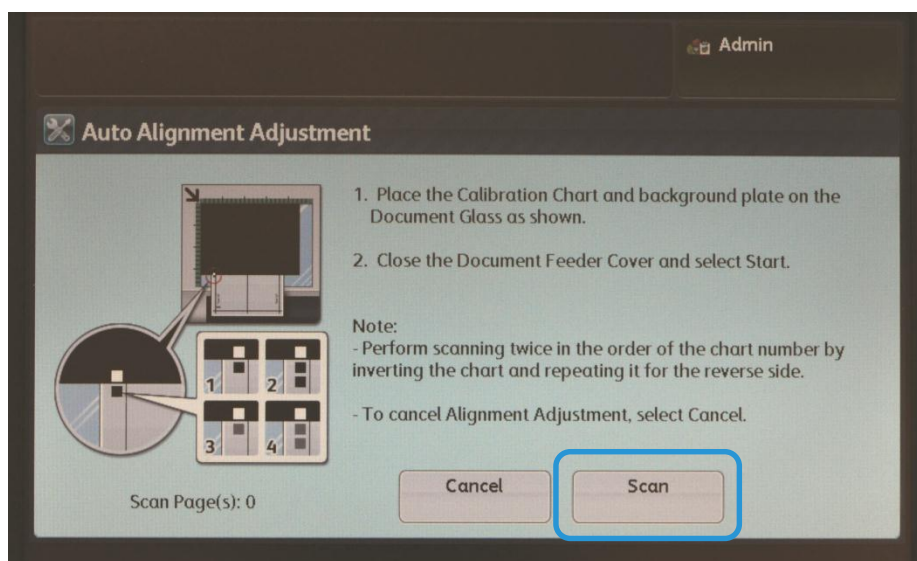 Admin
Auto Alignment Adjustment
1. Place the Calibration Chart and background plate on the
Document Glass as shown.
2. Close the Document Feeder Cover and select Start.
Note:
- Perform scanning twice in the order of the chart number by
inverting the chart and repeating it for the reverse side.
- To cancel Alignment Adjustment, select Cancel.
1
2
3
4
Scan Page(s): 0
Cancel
Scan